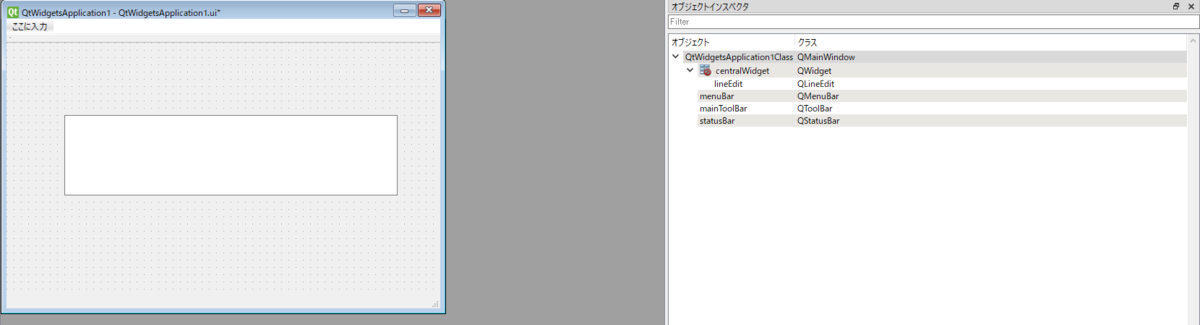 QtWidgetsApplication1 - QtWidgetsApplication1.ui*
ここに入力
オブジェクトインスペクタ
Filter
オブジェクト クラス
QtWidgetsApplication1Class QMainWindow
centralWidget QWidget
lineEdit QLineEdit
menuBar QMenuBar
mainToolBar QToolBar
statusBar QStatusBar